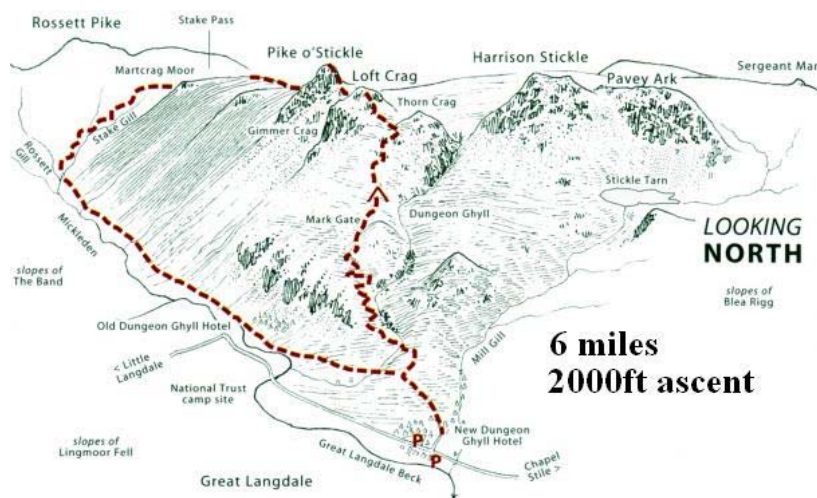 Rossett Pike
Stake Pass
Pike o'Stickle
Martcrag Moor
Loft Crag
Harrison Stickle
Pavey Ark
Sergeant Man
Thorn Crag
Stake Gill
Gimmer Crag
Rossett
Gill
Stickle Tarn
Mickleden
Mark Gate
Dungeon Ghyll
LOOKING
NORTH
slopes of
The Band
slopes of
Blea Rigg
Old Dungeon Ghyll Hotel
Mill Gill
6 miles
2000ft ascent
< Little
Langdale
National Trust
camp site
New Dungeon
Ghyll Hotel
P
P
slopes of
Lingmoor Fell
Great Langdale Beck
Chapel
Stile >
Great Langdale